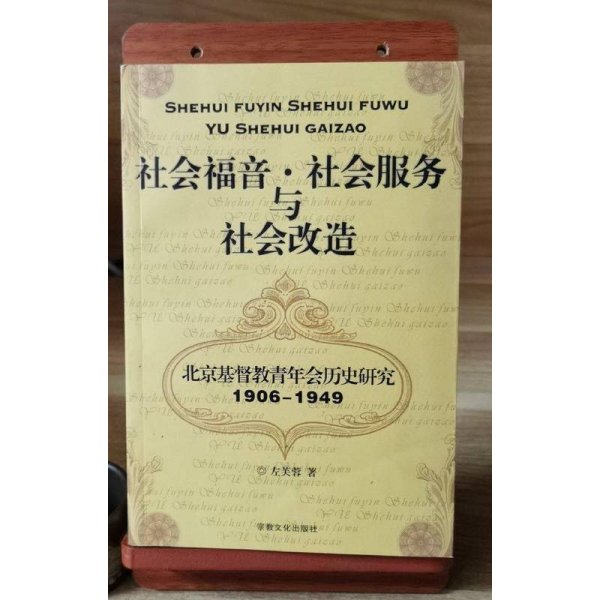 SHEHUI FUYIN SHEHUI FUWU
YU SHEHUI GAIZAO
社会福音·社会服务
与
社会改造
北京基督教青年会历史研究
1906-1949
◎ 左芙蓉 著
宗教文化出版社